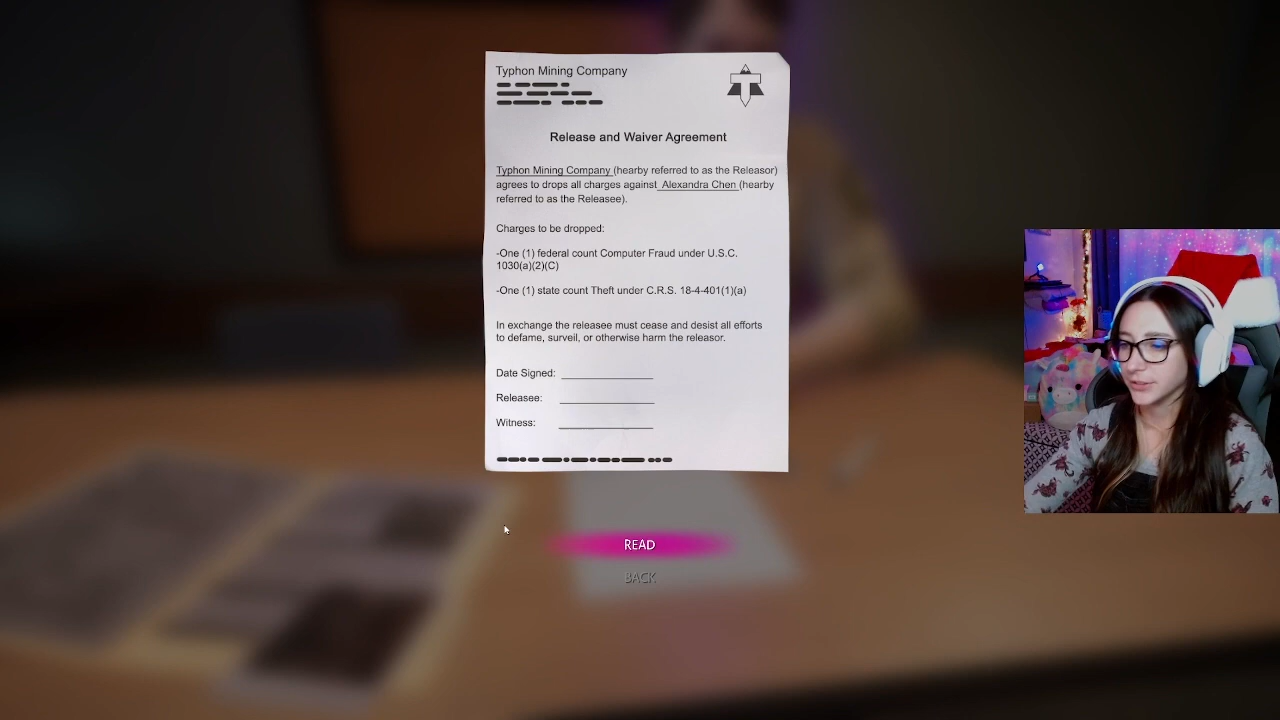 Typhon Mining Company
Release and Waiver Agreement
Typhon Mining Company (hearby referred to as the Releasor)
agrees to drops all charges against Alexandra Chen (hearby
referred to as the Releasee).
Charges to be dropped:
-One (1) federal count Computer Fraud under U.S.C.
1030(a)(2)(C)
-One (1) state count Theft under C.R.S. 18-4-401(1)(a)
In exchange the releasee must cease and desist all efforts
to defame, surveil, or otherwise harm the releasor.
Date Signed:
Releasee:
Witness:
READ
BACK